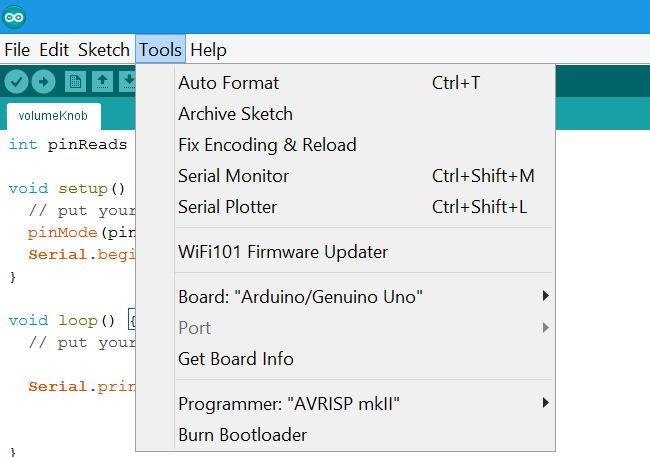 File Edit Sketch Tools Help
Auto Format Ctrl+T
Archive Sketch
Fix Encoding & Reload
Serial Monitor Ctrl+Shift+M
Serial Plotter Ctrl+Shift+L
WiFi101 Firmware Updater
Board: "Arduino/Genuino Uno"
Port
Get Board Info
Programmer: "AVRISP mkII"
Burn Bootloader
volumeKnob
int pinReads
void setup()
// put your
pinMode(pin
Serial.begi
}
void loop() {
// put your
Serial.prin
}